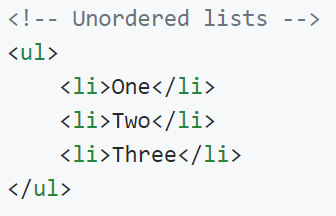 <!-- Unordered lists -->
<ul>
    <li>One</li>
    <li>Two</li>
    <li>Three</li>
</ul>